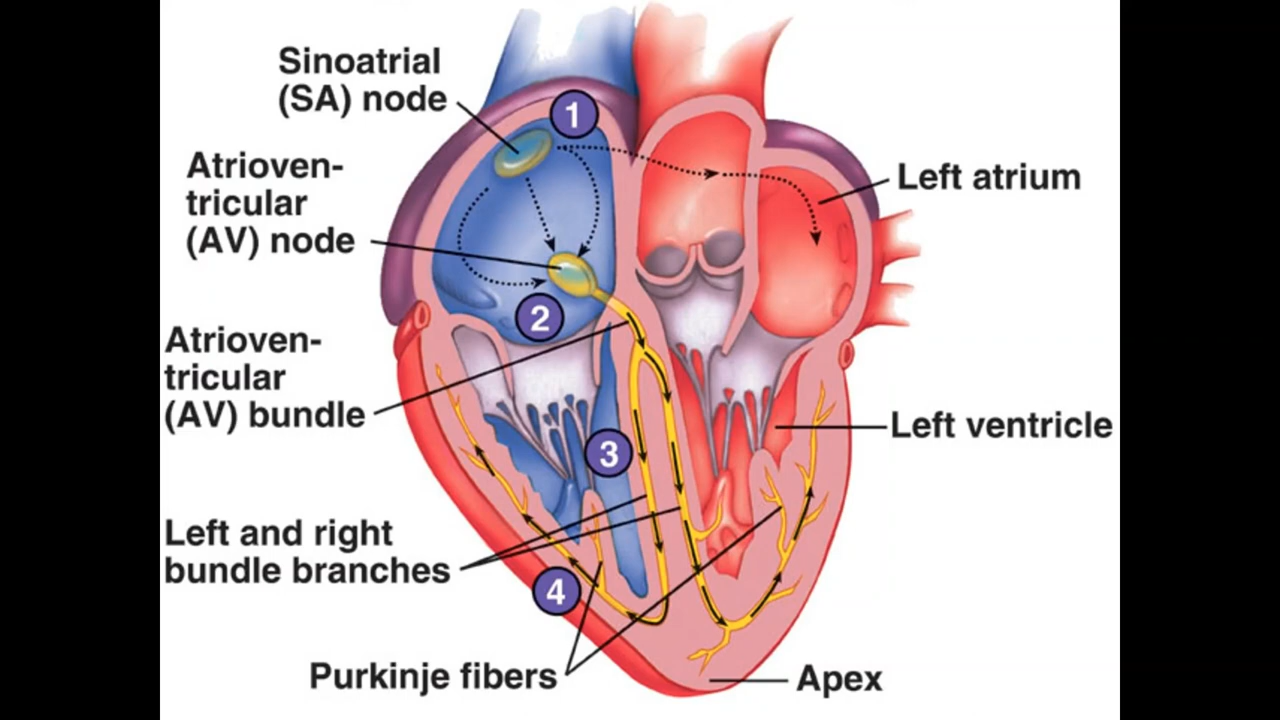 Sinoatrial
(SA) node
1
Atrioven-
tricular
(AV) node
Left atrium
2
Atrioven-
tricular
(AV) bundle
Left ventricle
3
Left and right
bundle branches
4
Purkinje fibers
Apex